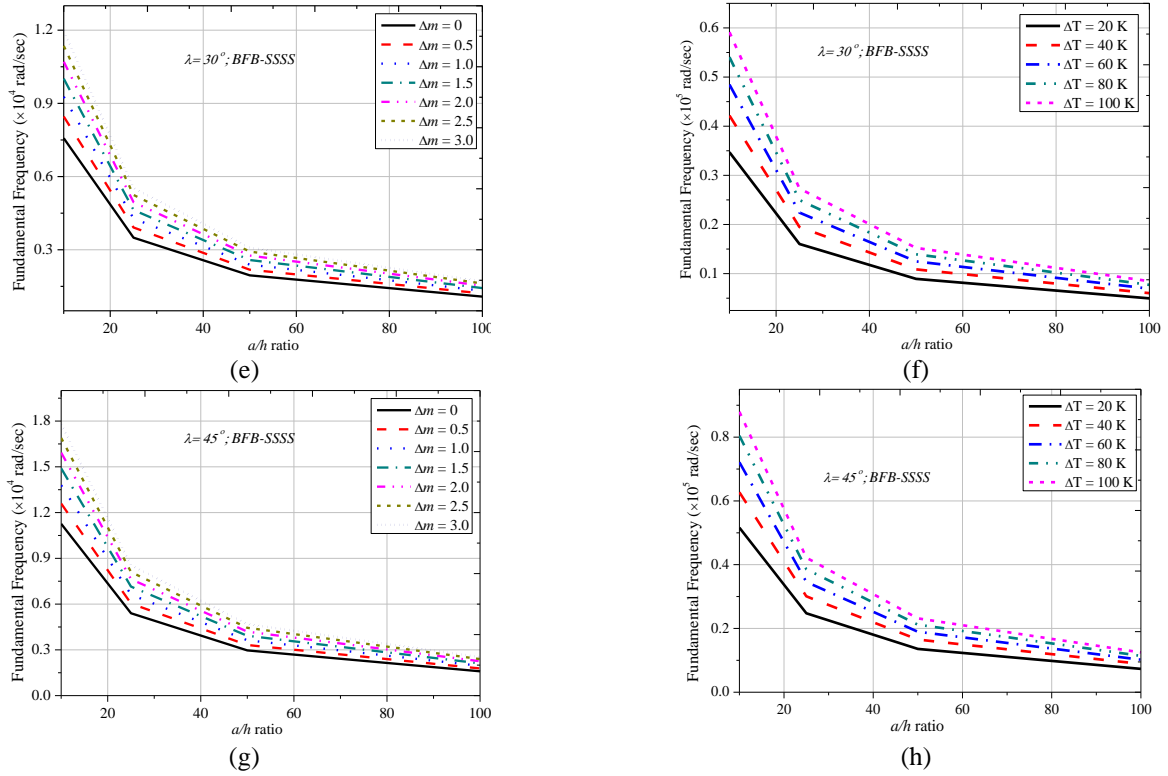 Fundamental Frequency (×10⁴ rad/sec)
1.2
0.9
0.6
0.3
λ= 30°; BFB-SSSS
Δm = 0
Δm = 0.5
Δm = 1.0
Δm = 1.5
Δm = 2.0
Δm = 2.5
Δm = 3.0
20 40 60 80 100
a/h ratio
(e)
Fundamental Frequency (×10⁵ rad/sec)
0.6
0.5
0.4
0.3
0.2
0.1
λ= 30°; BFB-SSSS
ΔT = 20 K
ΔT = 40 K
ΔT = 60 K
ΔT = 80 K
ΔT = 100 K
20 40 60 80 100
a/h ratio
(f)
Fundamental Frequency (×10⁴ rad/sec)
1.8
1.5
1.2
0.9
0.6
0.3
0.0
λ= 45°; BFB-SSSS
Δm = 0
Δm = 0.5
Δm = 1.0
Δm = 1.5
Δm = 2.0
Δm = 2.5
Δm = 3.0
20 40 60 80 100
a/h ratio
(g)
Fundamental Frequency (×10⁵ rad/sec)
0.8
0.6
0.4
0.2
0.0
λ= 45°; BFB-SSSS
ΔT = 20 K
ΔT = 40 K
ΔT = 60 K
ΔT = 80 K
ΔT = 100 K
20 40 60 80 100
a/h ratio
(h)